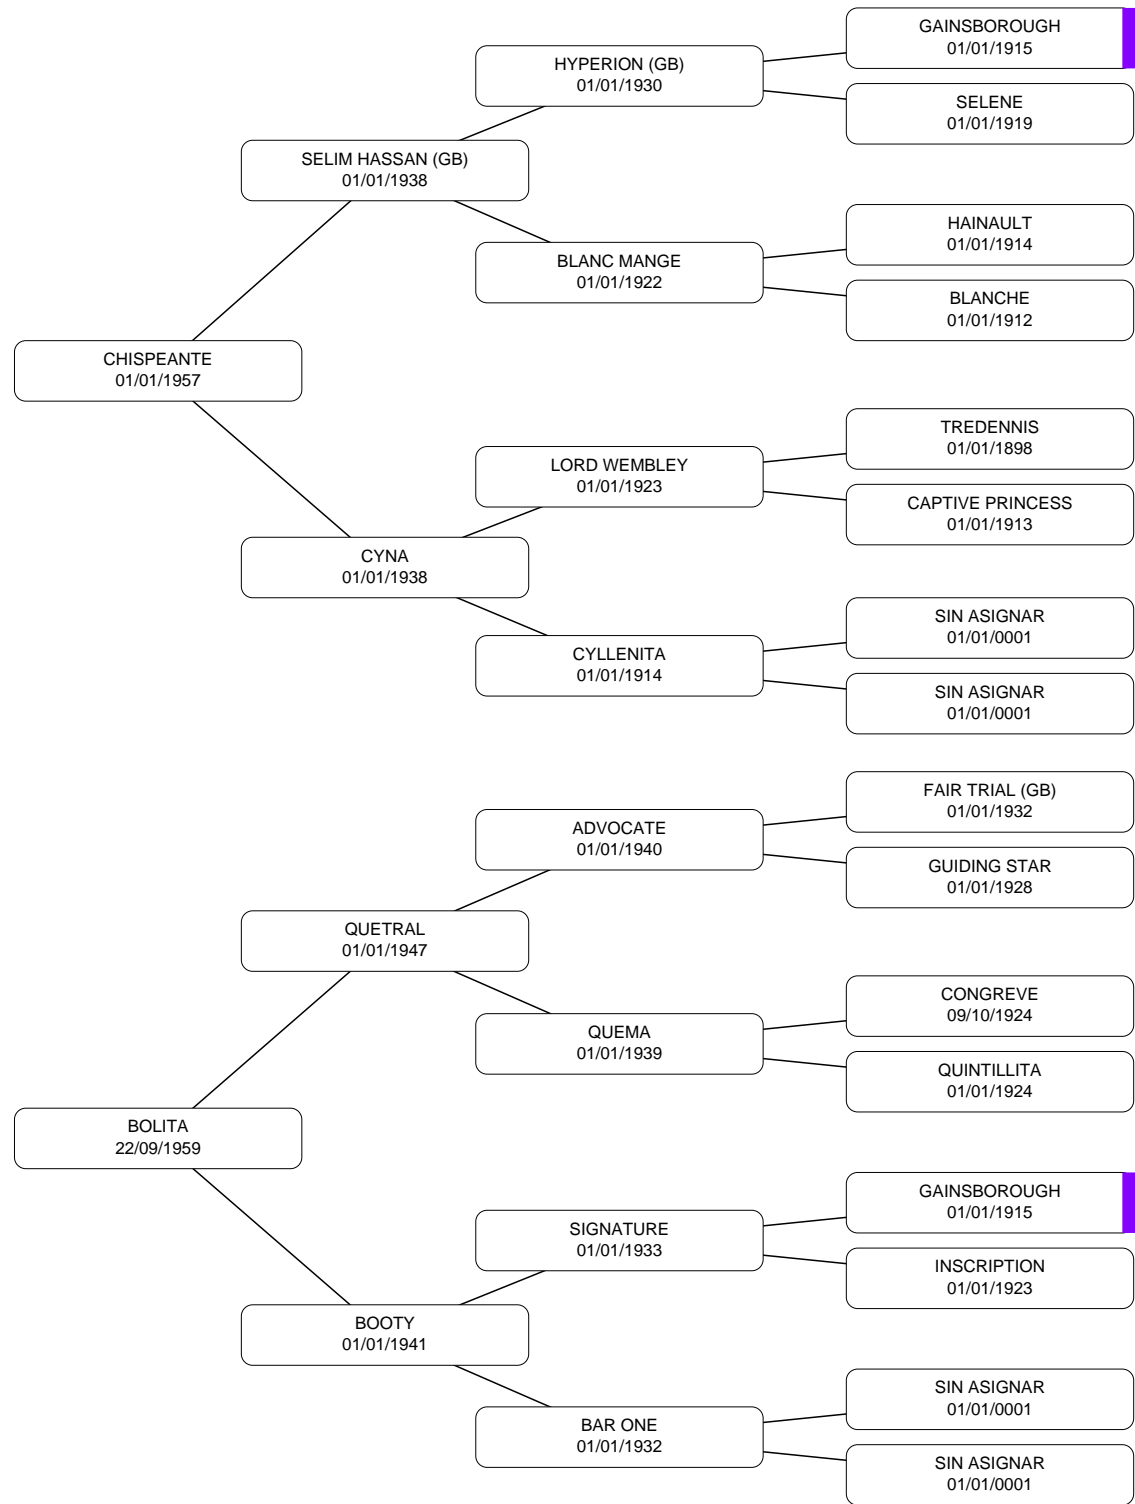 GAINSBOROUGH
01/01/1915
HYPERION (GB)
01/01/1930
SELENE
01/01/1919
SELIM HASSAN (GB)
01/01/1938
HAINAULT
01/01/1914
BLANC MANGE
01/01/1922
BLANCHE
01/01/1912
CHISPEANTE
01/01/1957
TREDENNIS
01/01/1898
LORD WEMBLEY
01/01/1923
CAPTIVE PRINCESS
01/01/1913
CYNA
01/01/1938
SIN ASIGNAR
01/01/0001
CYLLENITA
01/01/1914
SIN ASIGNAR
01/01/0001
FAIR TRIAL (GB)
01/01/1932
ADVOCATE
01/01/1940
GUIDING STAR
01/01/1928
QUETRAL
01/01/1947
CONGREVE
09/10/1924
QUEMA
01/01/1939
QUINTILLITA
01/01/1924
BOLITA
22/09/1959
GAINSBOROUGH
01/01/1915
SIGNATURE
01/01/1933
INSCRIPTION
01/01/1923
BOOTY
01/01/1941
SIN ASIGNAR
01/01/0001
BAR ONE
01/01/1932
SIN ASIGNAR
01/01/0001